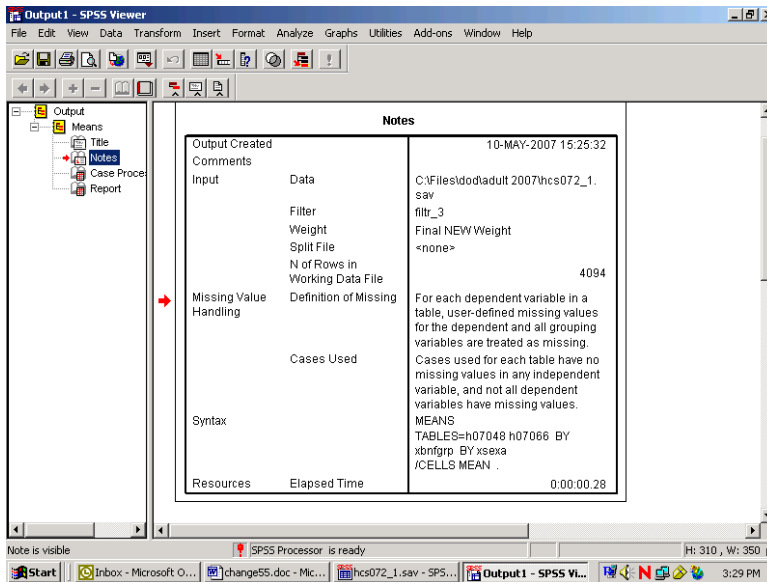 Output1 - SPSS Viewer
File Edit View Data Transform Insert Format Analyze Graphs Utilities Add-ons Window Help
Output
Means
Title
Notes
Case Proce
Report
Notes
Output Created 10-MAY-2007 15:25:32
Comments
Input Data C:\Files\dod\adult 2007\hcs072_1.
sav
Filter filtr_3
Weight Final NEW Weight
Split File <none>
N of Rows in
Working Data File 4094
Missing Value Definition of Missing For each dependent variable in a
Handling table, user-defined missing values
for the dependent and all grouping
variables are treated as missing.
Cases Used Cases used for each table have no
missing values in any independent
variable, and not all dependent
variables have missing values.
Syntax MEANS
TABLES=h07048 h07066 BY
xbnfgrp BY xsexa
/CELLS MEAN .
Resources Elapsed Time 0:00:00.28
Note is visible SPSS Processor is ready H: 310 , W: 350
Start Inbox - Microsoft O... change55.doc - Mic... hcs072_1.sav - SPS... Output1 - SPSS Vi... 3:29 PM